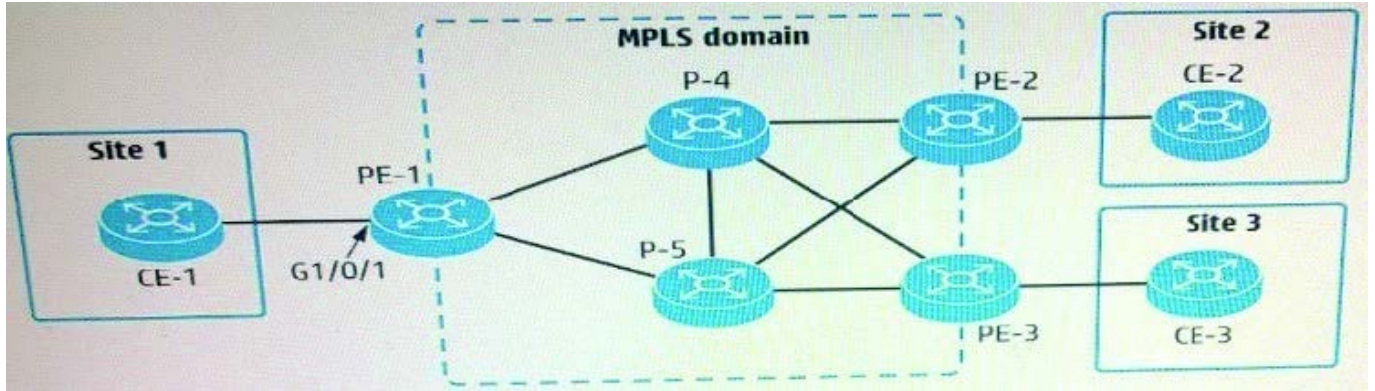 MPLS domain
Site 2
P-4
PE-2
CE-2
Site 1
PE-1
CE-1
G1/0/1
P-5
Site 3
PE-3
CE-3